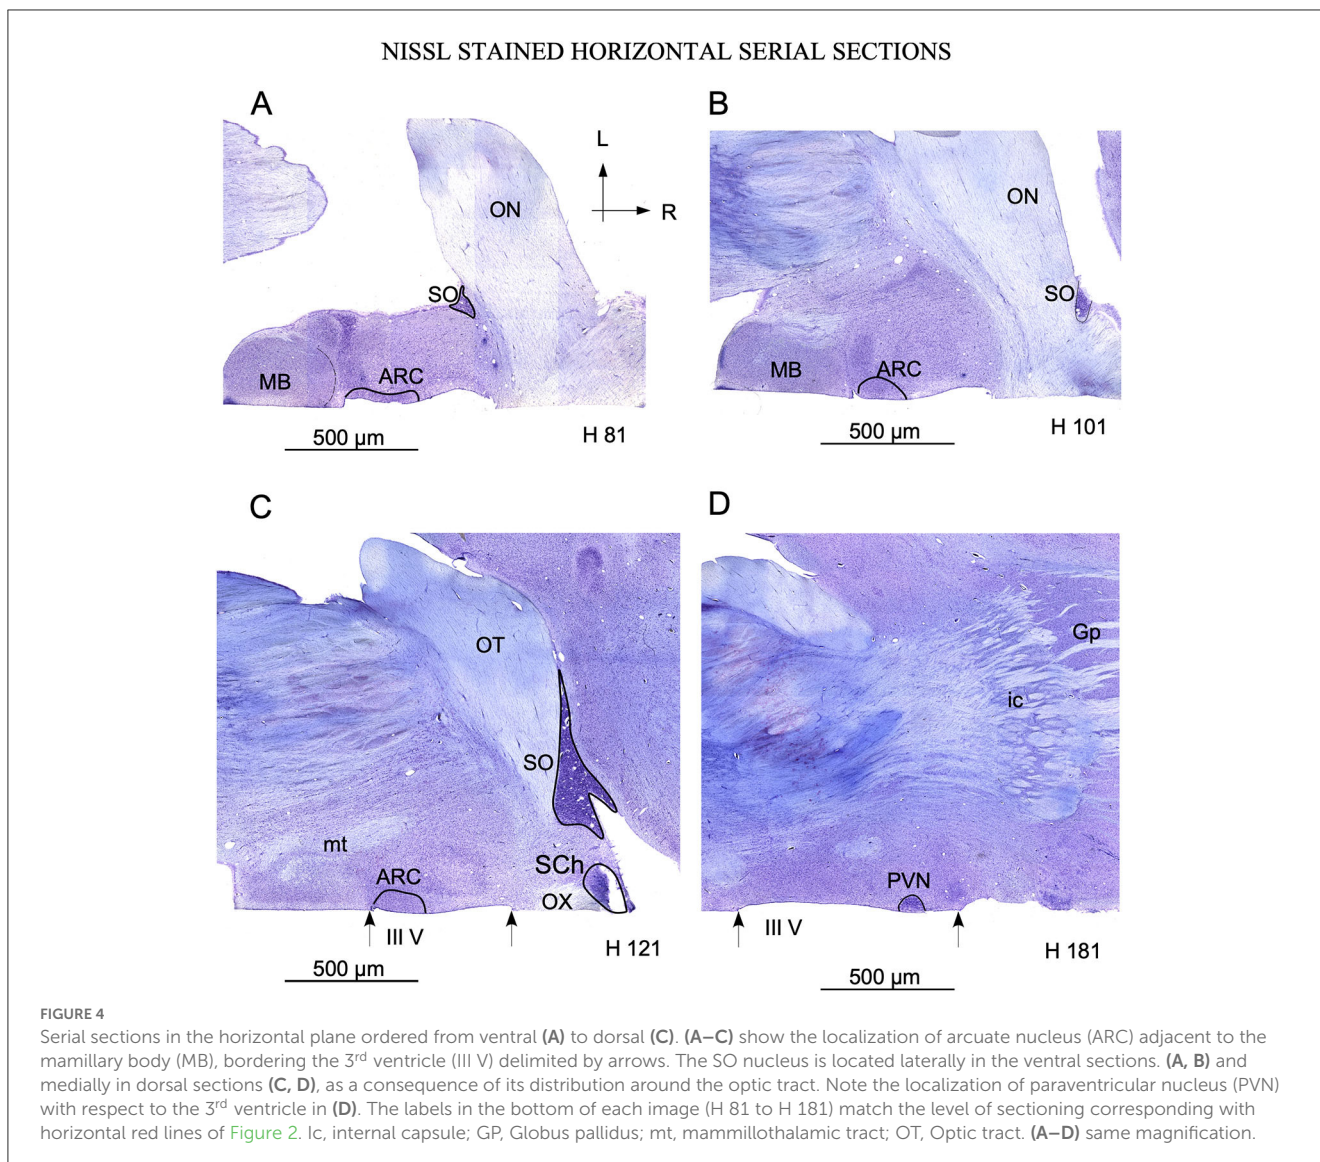 NISSL STAINED HORIZONTAL SERIAL SECTIONS
A
L
R
ON
SO
MB
ARC
500 µm
H 81
B
ON
SO
MB
ARC
500 µm
H 101
C
OT
SO
mt
ARC
SCh
OX
III V
H 121
500 µm
D
Gp
ic
PVN
III V
H 181
500 µm
FIGURE 4
Serial sections in the horizontal plane ordered from ventral (A) to dorsal (C). (A–C) show the localization of arcuate nucleus (ARC) adjacent to the
mamillary body (MB), bordering the 3rd ventricle (III V) delimited by arrows. The SO nucleus is located laterally in the ventral sections. (A, B) and
medially in dorsal sections (C, D), as a consequence of its distribution around the optic tract. Note the localization of paraventricular nucleus (PVN)
with respect to the 3rd ventricle in (D). The labels in the bottom of each image (H 81 to H 181) match the level of sectioning corresponding with
horizontal red lines of Figure 2. Ic, internal capsule; GP, Globus pallidus; mt, mammillothalamic tract; OT, Optic tract. (A–D) same magnification.